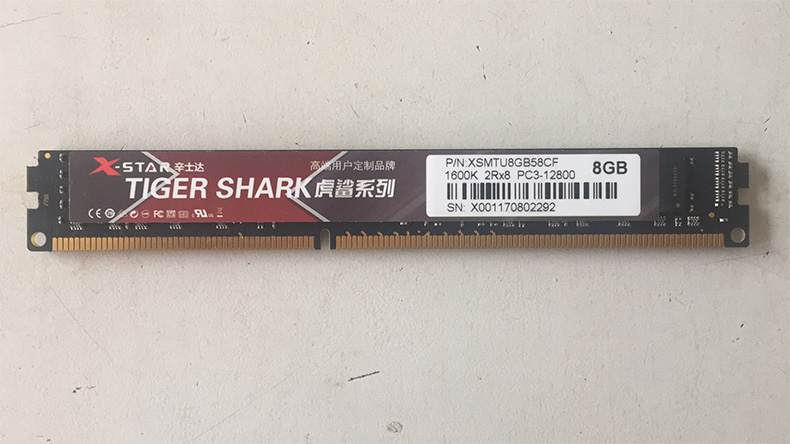 X-STAR 辛士达
高端用户定制品牌
TIGER SHARK 虎鲨系列
P/N:XSMTU8GB58CF
1600K 2Rx8 PC3-12800
8GB
SN: X001170802292